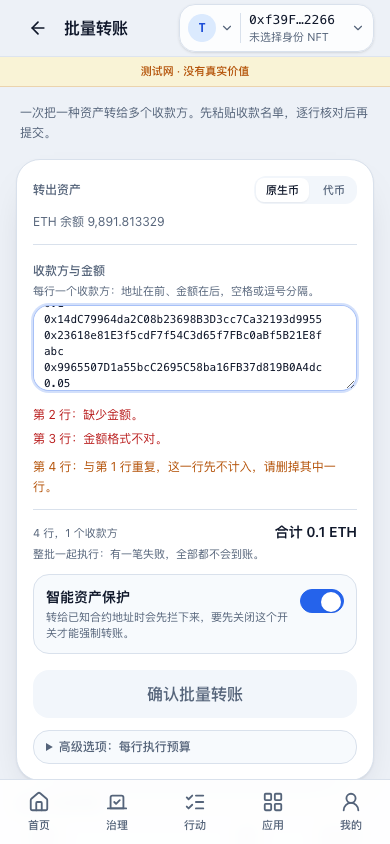 批量转账
T
0xf39F…2266
未选择身份 NFT
测试网 · 没有真实价值
一次把一种资产转给多个收款方。先粘贴收款名单，逐行核对后再
提交。
转出资产
原生币
代币
ETH 余额 9,891.813329
收款方与金额
每行一个收款方：地址在前、金额在后，空格或逗号分隔。
0x14dC79964da2C08b23698B3D3cc7Ca32193d9955
0x23618e81E3f5cdF7f54C3d65f7FBc0aBf5B21E8f
abc
0x9965507D1a55bcC2695C58ba16FB37d819B0A4dc
0.05
第 2 行：缺少金额。
第 3 行：金额格式不对。
第 4 行：与第 1 行重复，这一行先不计入，请删掉其中一
行。
4 行，1 个收款方
合计 0.1 ETH
整批一起执行：有一笔失败，全部都不会到账。
智能资产保护
转给已知合约地址时会先拦下来，要先关闭这个开
关才能强制转账。
确认批量转账
高级选项：每行执行预算
首页
治理
行动
应用
我的